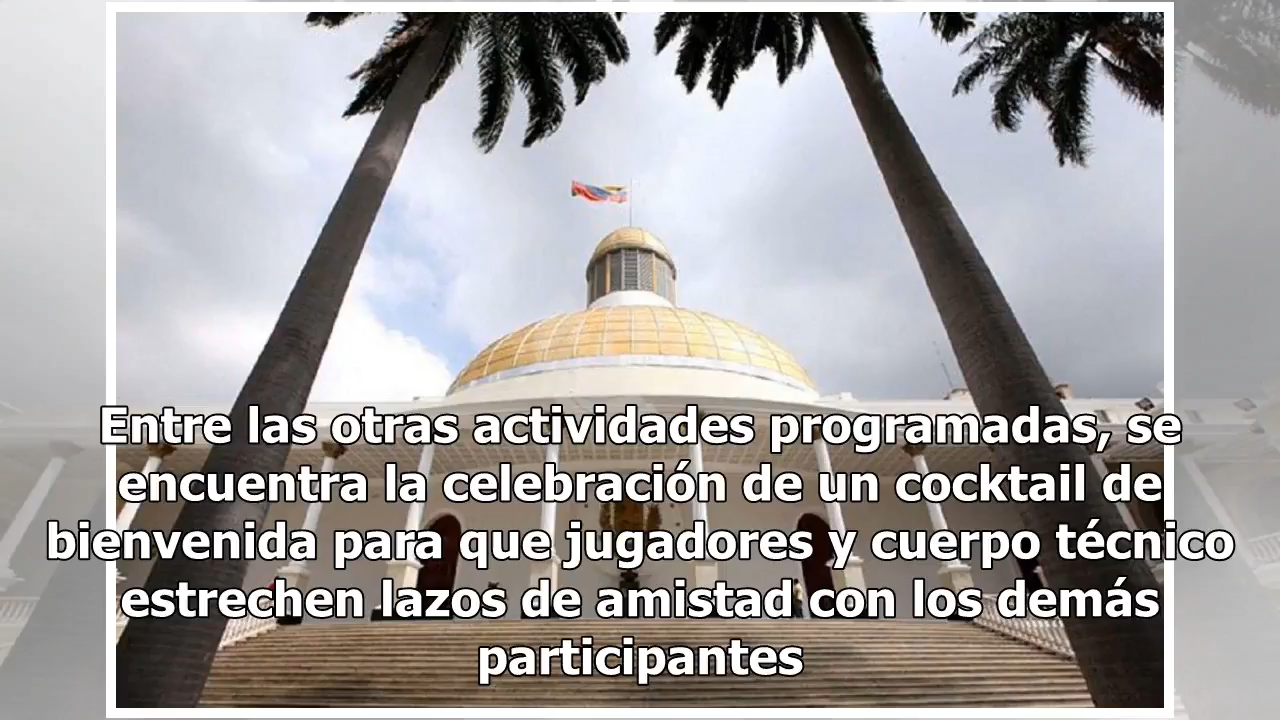 Entre las otras actividades programadas, se
encuentra la celebración de un cocktail de
bienvenida para que jugadores y cuerpo técnico
estrechen lazos de amistad con los demás
participantes